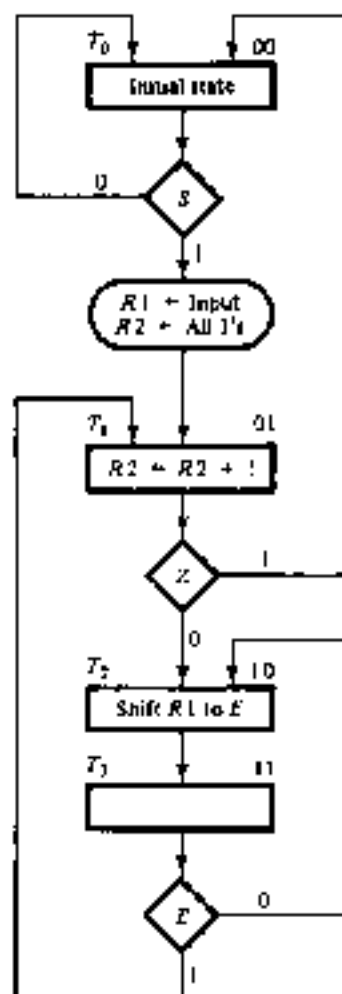 T0 00
Initial state
0
S
1
R1 ← Input
R2 ← All 1's
T1 01
R2 ← R2 + 1
Z 1
0
T2 10
Shift R1 to E
T3 11
E 0
1